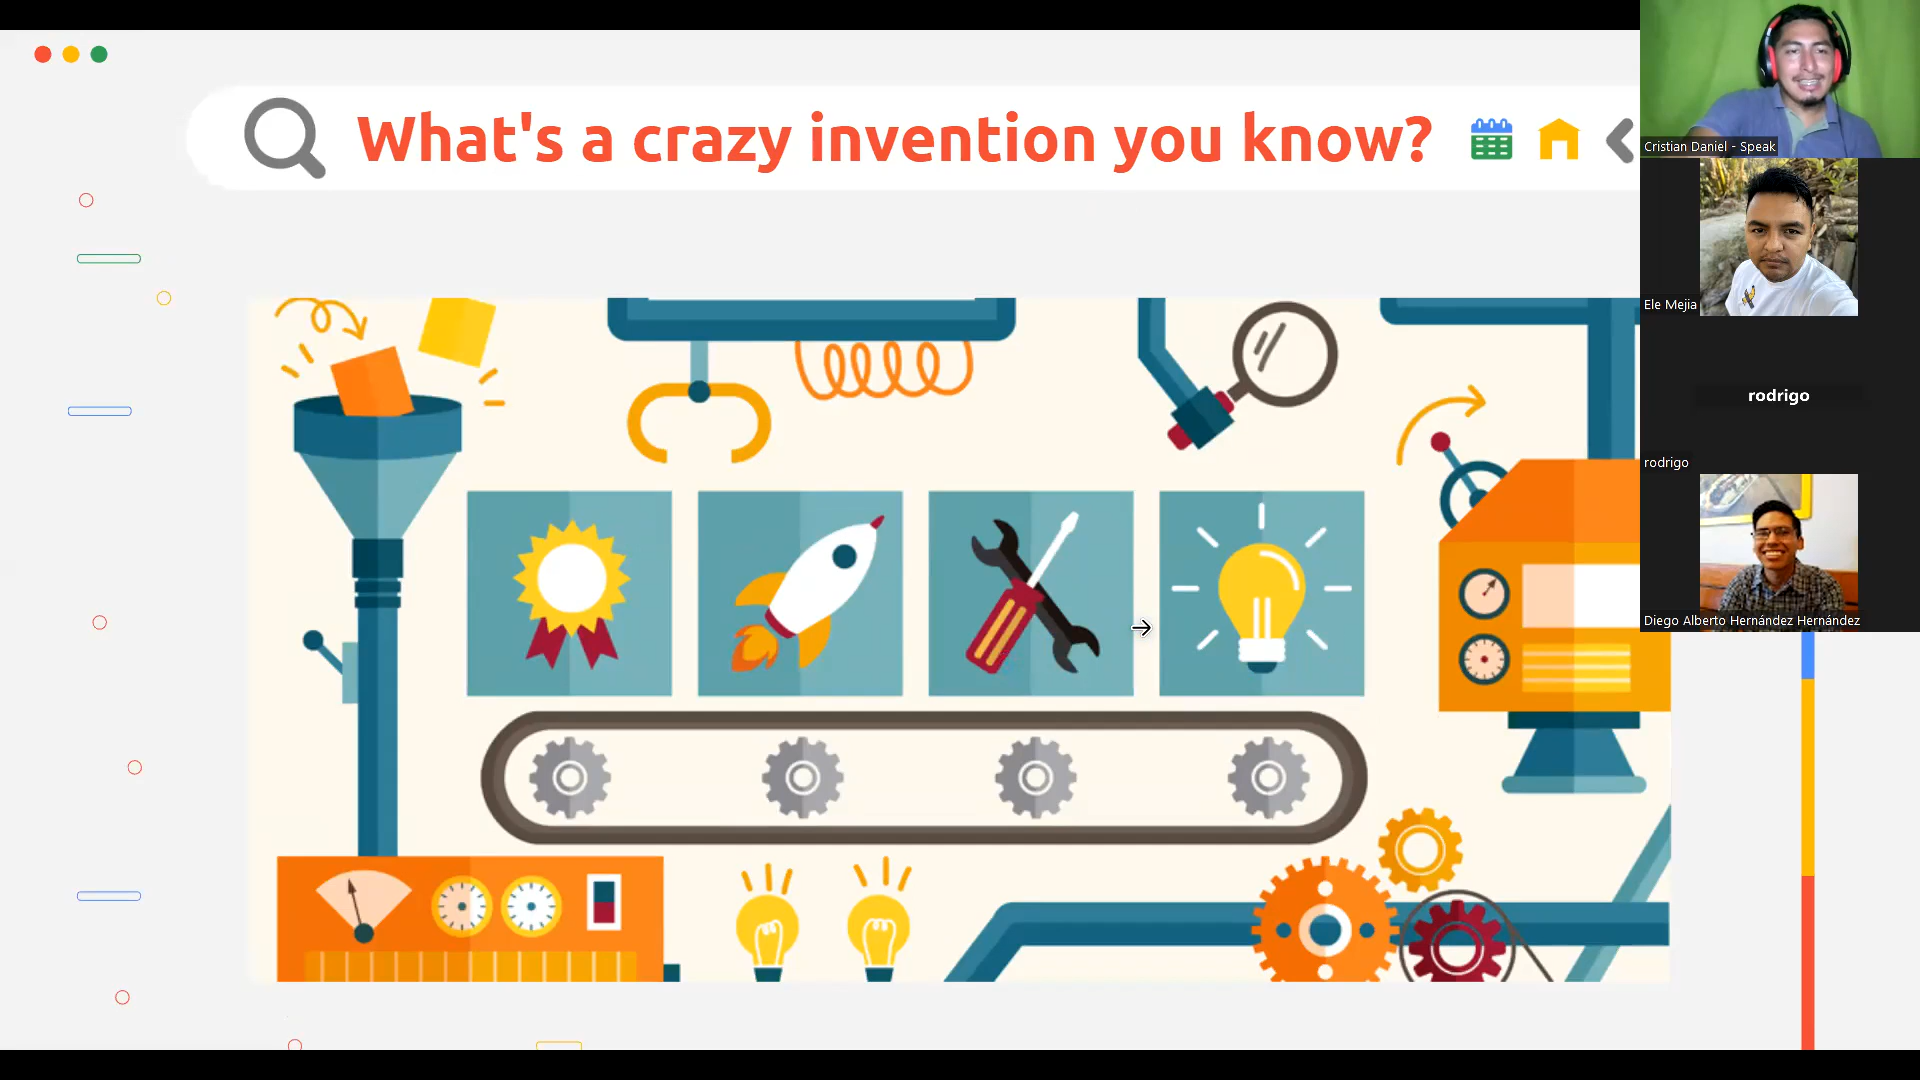 What's a crazy invention you know?
Cristian Daniel - Speak
Ele Mejia
rodrigo
rodrigo
Diego Alberto Hernández Hernández